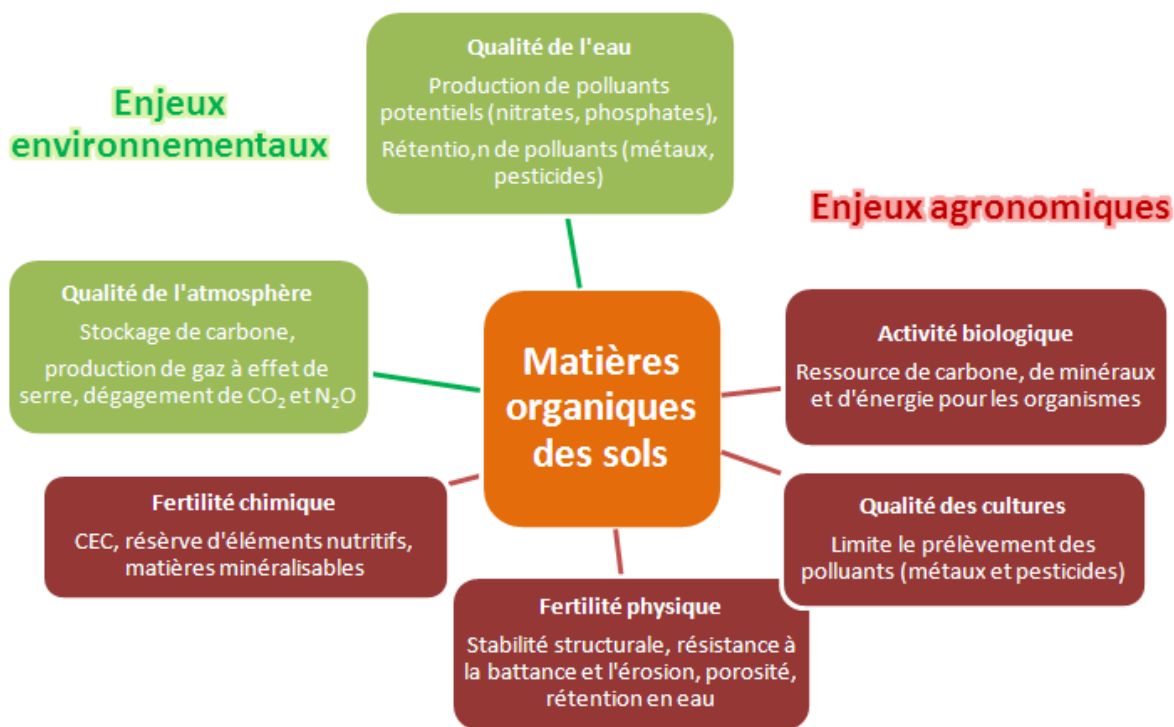 Qualité de l'eau
Production de polluants
potentiels (nitrates, phosphates),
Rétentio,n de polluants (métaux,
pesticides)
Enjeux
environnementaux
Enjeux agronomiques
Qualité de l'atmosphère
Stockage de carbone,
production de gaz à effet de
serre, dégagement de CO₂ et N₂O
Matières
organiques
des sols
Activité biologique
Ressource de carbone, de minéraux
et d'énergie pour les organismes
Fertilité chimique
CEC, résèrve d'éléments nutritifs,
matières minéralisables
Qualité des cultures
Limite le prélèvement des
polluants (métaux et pesticides)
Fertilité physique
Stabilité structurale, résistance à
la battance et l'érosion, porosité,
rétention en eau